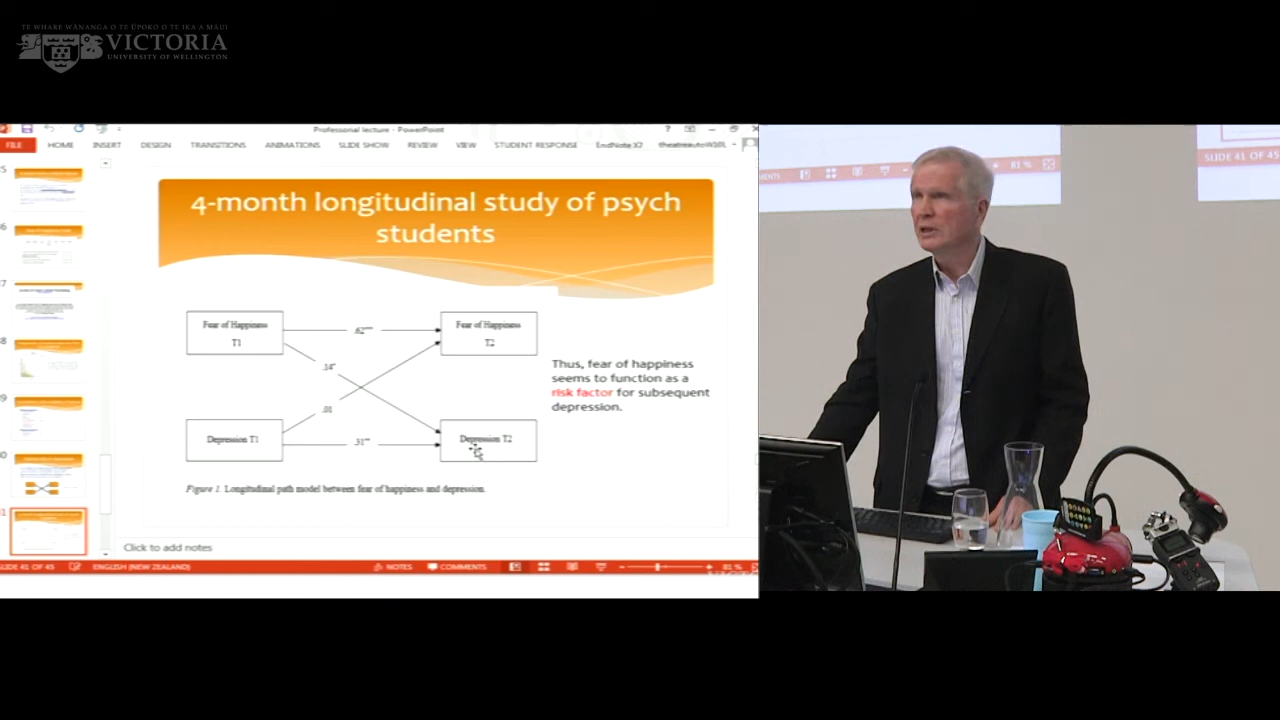 TE WHARE WĀNANGA O TE ŪPOKO O TE IKA A MĀUI
VICTORIA
UNIVERSITY OF WELLINGTON
Professorial lecture - PowerPoint
FILE HOME INSERT DESIGN TRANSITIONS ANIMATIONS SLIDE SHOW REVIEW VIEW STUDENT RESPONSE EndNote X7
4-month longitudinal study of psych
students
Fear of Happiness
T1
.62***
Fear of Happiness
T2
.14*
.01
Depression T1
.51**
Depression T2
Thus, fear of happiness
seems to function as a
risk factor for subsequent
depression.
Figure 1. Longitudinal path model between fear of happiness and depression.
Click to add notes
SLIDE 41 OF 45 ENGLISH (NEW ZEALAND) NOTES COMMENTS 81 %
MENTS 81 %
SLIDE 41 OF 45